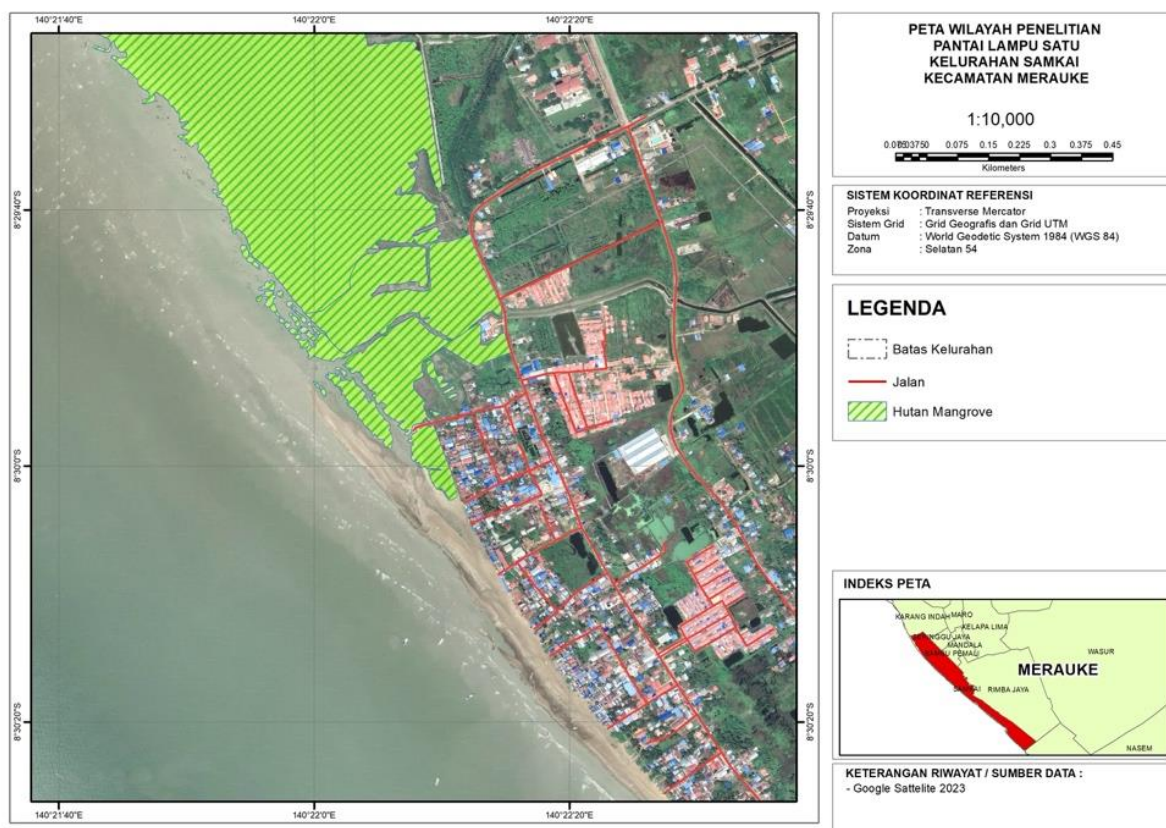 140°21'40"E 140°22'0"E 140°22'20"E
8°29'40"S 8°29'40"S
8°30'0"S 8°30'0"S
8°30'20"S 8°30'20"S
140°21'40"E 140°22'0"E 140°22'20"E
PETA WILAYAH PENELITIAN
PANTAI LAMPU SATU
KELURAHAN SAMKAI
KECAMATAN MERAUKE
1:10,000
0.075 0.15 0.225 0.3 0.375 0.45
Kilometers
SISTEM KOORDINAT REFERENSI
Proyeksi : Transverse Mercator
Sistem Grid : Grid Geografis dan Grid UTM
Datum : World Geodetic System 1984 (WGS 84)
Zona : Selatan 54
LEGENDA
Batas Kelurahan
Jalan
Hutan Mangrove
INDEKS PETA
KARANG INDAH MARO
KELAPA LIMA
JAYA
MANDALA
PEMALI
WASUR
MERAUKE
SAMKAI RIMBA JAYA
NASEM
KETERANGAN RIWAYAT / SUMBER DATA :
- Google Sattelite 2023